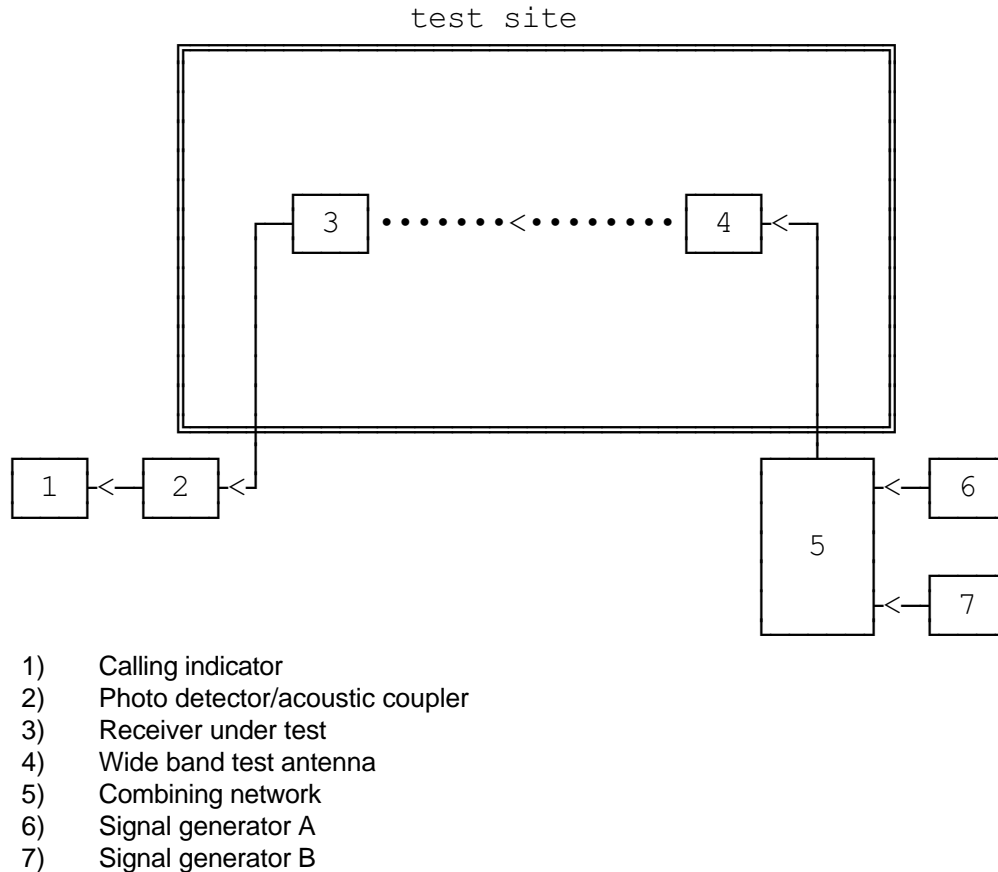 test site
3
4
1
2
6
5
7
1) Calling indicator
2) Photo detector/acoustic coupler
3) Receiver under test
4) Wide band test antenna
5) Combining network
6) Signal generator A
7) Signal generator B